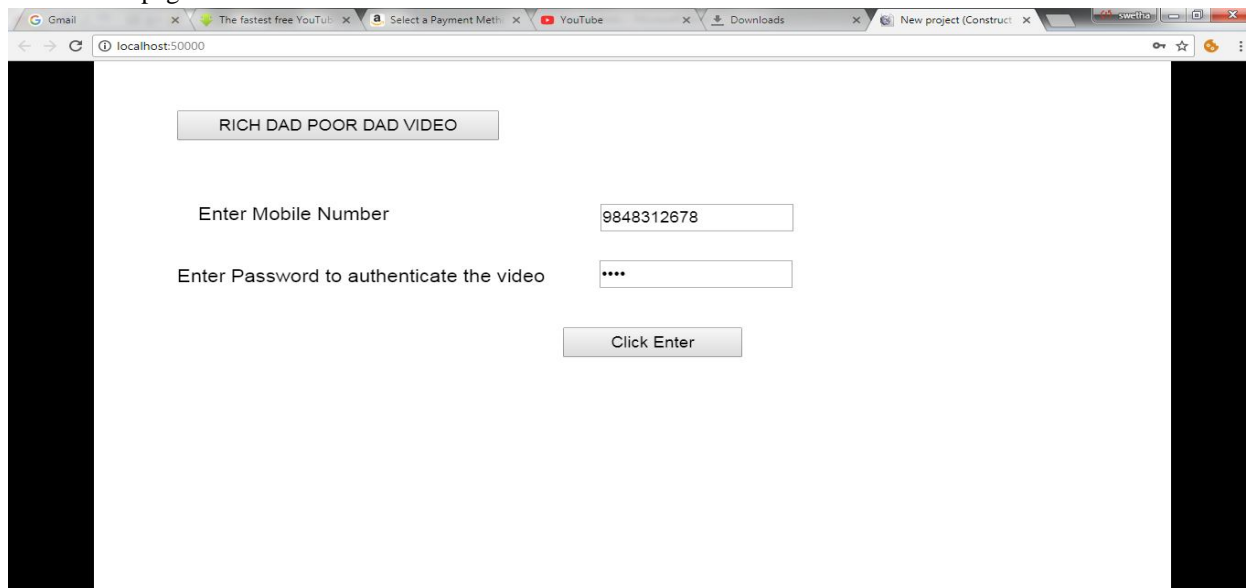 Gmail
The fastest free YouTub
Select a Payment Meth
YouTube
Downloads
New project (Construct
swetha
localhost:50000
RICH DAD POOR DAD VIDEO
Enter Mobile Number
9848312678
Enter Password to authenticate the video
••••
Click Enter